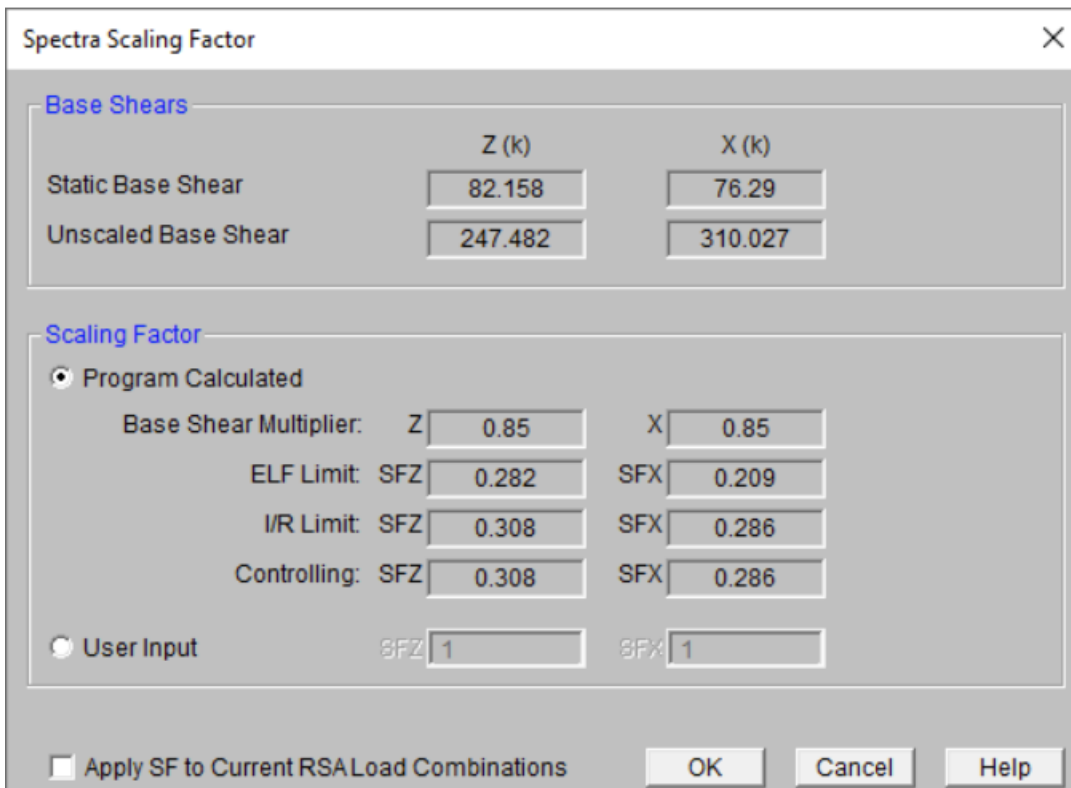 Spectra Scaling Factor
Base Shears
Z (k) X (k)
Static Base Shear 82.158 76.29
Unscaled Base Shear 247.482 310.027
Scaling Factor
Program Calculated
Base Shear Multiplier: Z 0.85 X 0.85
ELF Limit: SFZ 0.282 SFX 0.209
I/R Limit: SFZ 0.308 SFX 0.286
Controlling: SFZ 0.308 SFX 0.286
User Input SFZ 1 SFX 1
Apply SF to Current RSA Load Combinations OK Cancel Help